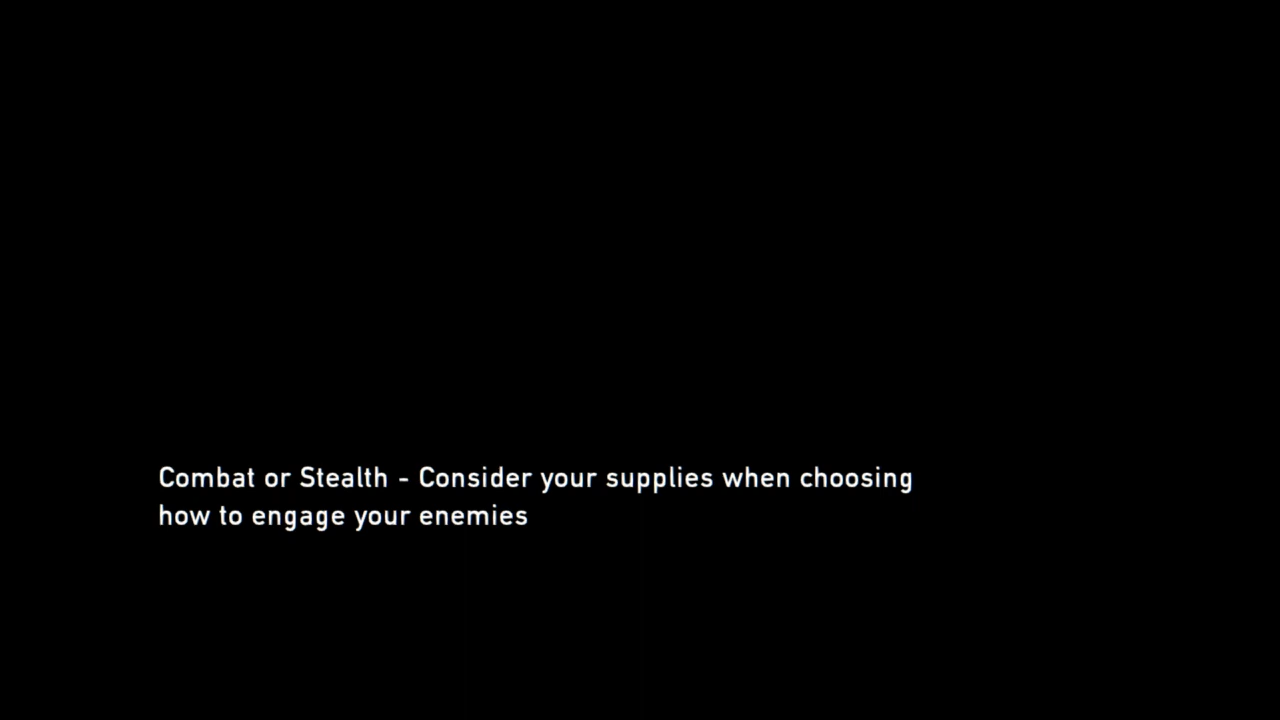 Combat or Stealth - Consider your supplies when choosing
how to engage your enemies